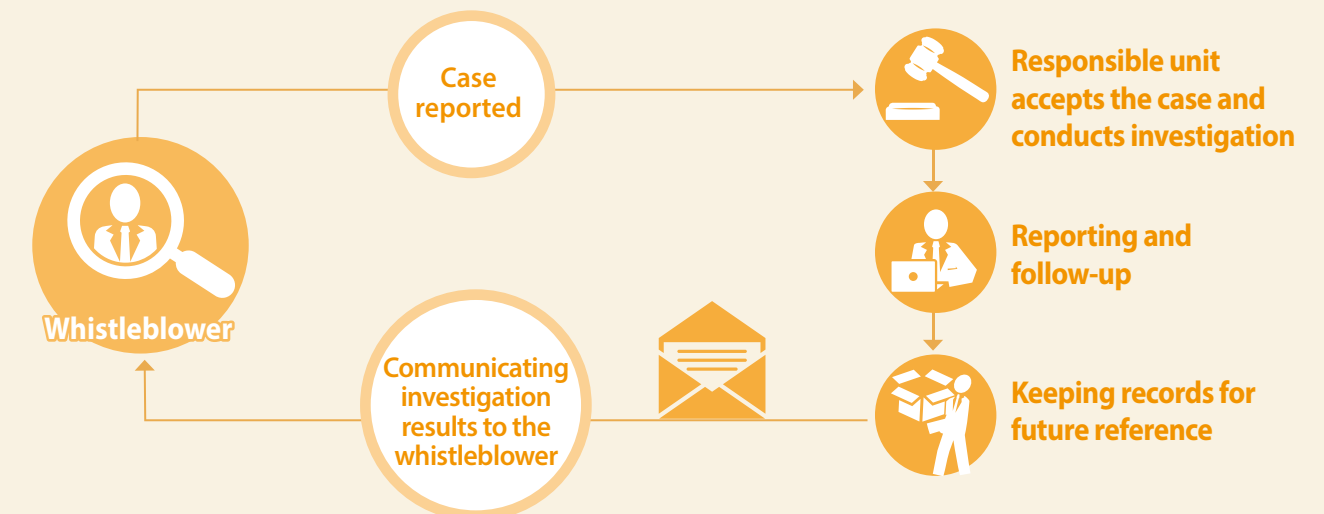 Case
reported
Responsible unit
accepts the case and
conducts investigation
Whistleblower
Reporting and
follow-up
Communicating
investigation
results to the
whistleblower
Keeping records for
future reference